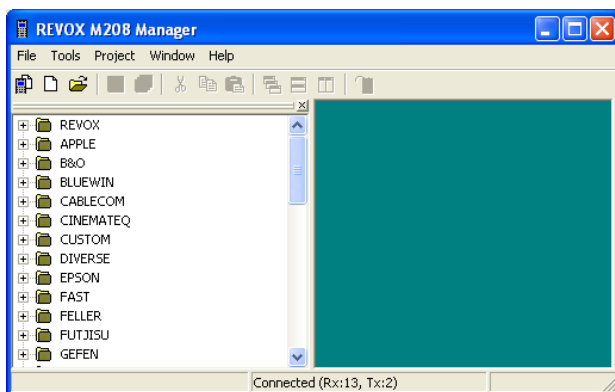 REVOX M208 Manager
File Tools Project Window Help
REVOX
APPLE
B&O
BLUEWIN
CABLECOM
CINEMATEQ
CUSTOM
DIVERSE
EPSON
FAST
FELLER
FUTJISU
GEFEN
Connected (Rx:13, Tx:2)